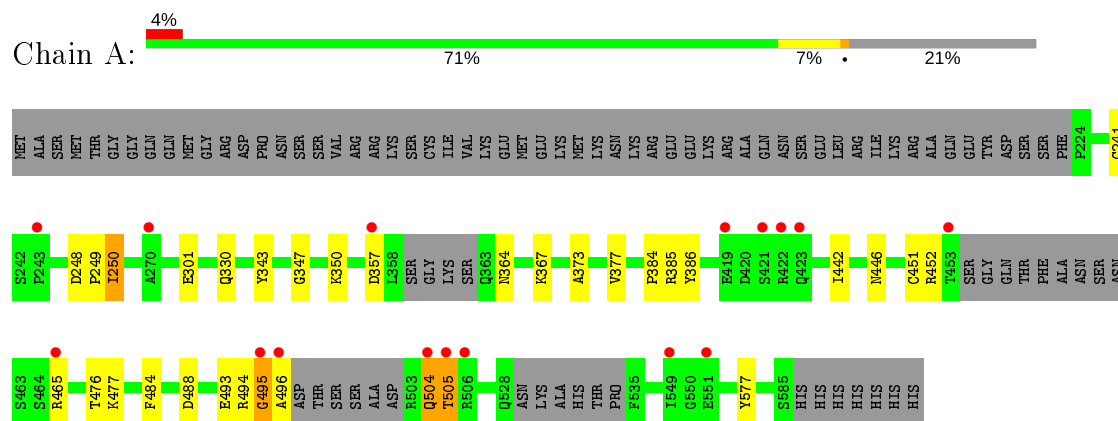 4%
Chain A:
71% 7% • 21%
MET ALA SER MET THR GLY GLY GLN GLN MET GLY ARG ASP PRO ASN SER SER VAL ARG ARG LYS SER CYS ILE VAL LYS GLU MET LYS GLU LYS MET LYS ASN LYS ARG GLU GLU LYS ARG ALA GLN ASN SER GLU LEU ARG ILE LYS ARG ALA GLN GLU TYR ASP SER SER PHE P224 C241
S242 P243 D248 P249 I250 A270 E301 Q330 Y343 G347 K350 D357 L358 SER GLY LYS SER Q363 N364 K367 A373 V377 P384 R385 Y386 E419 D420 S421 R422 Q423 I442 N446 C451 R452 T453 SER GLY GLN THR PHE ALA ASN SER ASN
S463 S464 R465 T476 K477 F484 D488 E493 R494 G495 A496 ASP THR SER SER ALA ASP R503 Q504 T505 R506 Q528 ASN LYS ALA HIS THR PRO F535 I549 G550 E551 Y577 S585 HIS HIS HIS HIS HIS HIS HIS